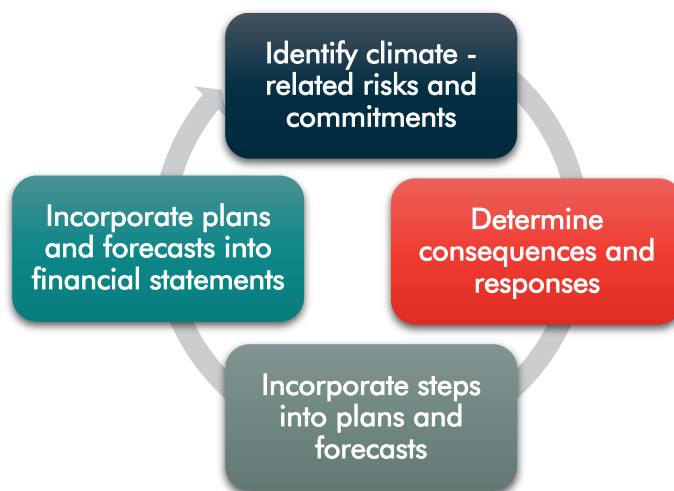 Identify climate -
related risks and
commitments
Determine
consequences and
responses
Incorporate steps
into plans and
forecasts
Incorporate plans
and forecasts into
financial statements